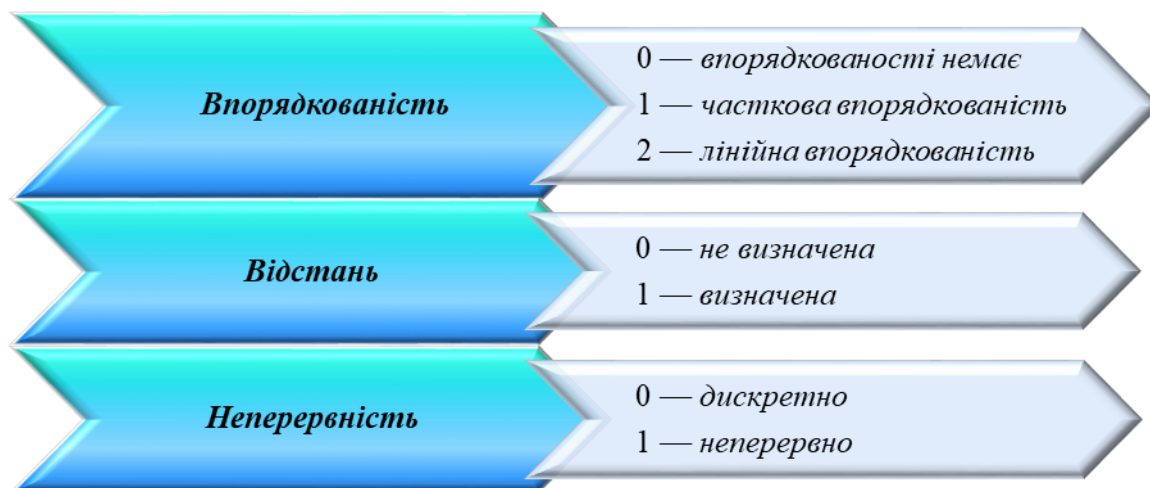 Впорядкованість
0 — впорядкованості немає
1 — часткова впорядкованість
2 — лінійна впорядкованість
Відстань
0 — не визначена
1 — визначена
Неперервність
0 — дискретно
1 — неперервно